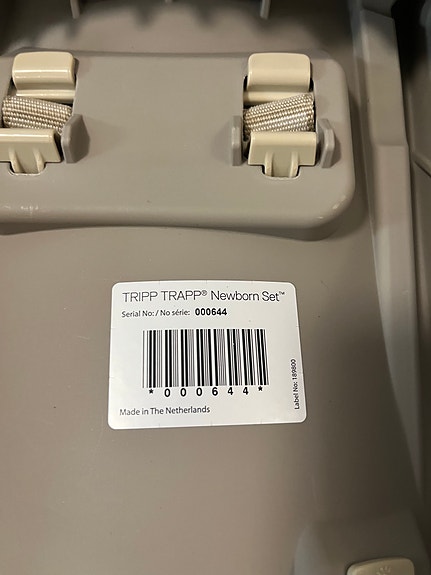 TRIPP TRAPP® Newborn Set™
Serial No: / No série: 000644
*000644*
Made in The Netherlands
Label No: 189800